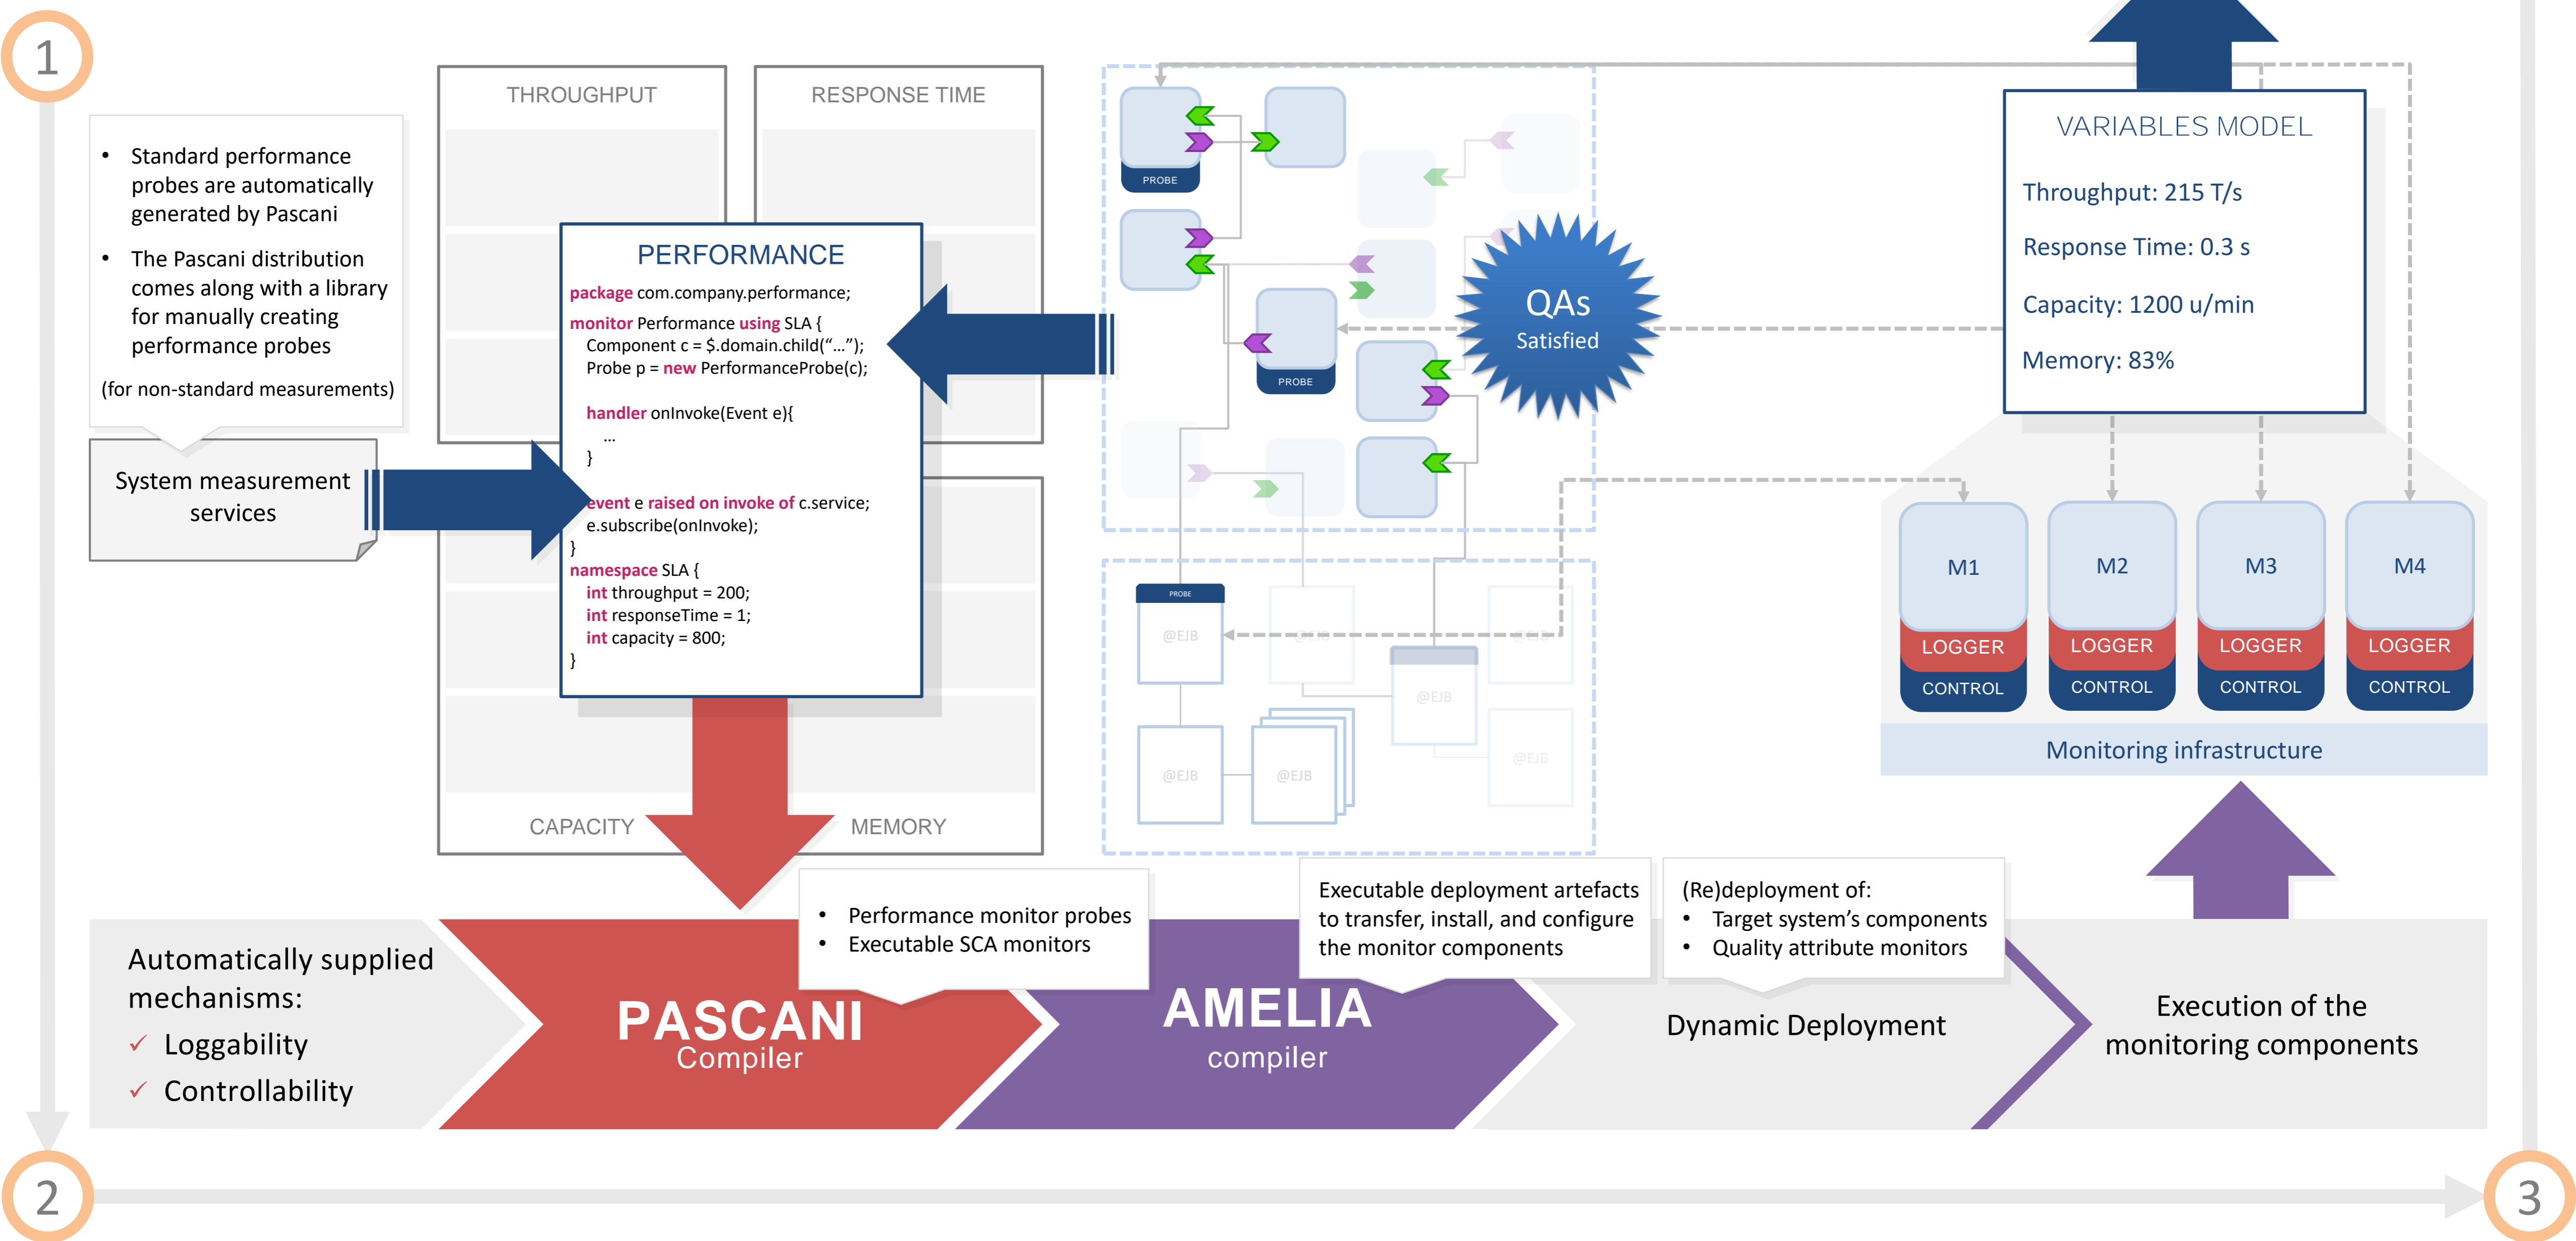 1
• Standard performance
probes are automatically
generated by Pascani
• The Pascani distribution
comes along with a library
for manually creating
performance probes
(for non-standard measurements)
System measurement
services
THROUGHPUT
RESPONSE TIME
CAPACITY
MEMORY
PERFORMANCE
package com.company.performance;
monitor Performance using SLA {
Component c = $.domain.child(“...”);
Probe p = new PerformanceProbe(c);
handler onInvoke(Event e){
...
}
event e raised on invoke of c.service;
e.subscribe(onInvoke);
}
namespace SLA {
int throughput = 200;
int responseTime = 1;
int capacity = 800;
}
PROBE
PROBE
QAs
Satisfied
PROBE
@EJB
@EJB
@EJB
@EJB
@EJB
@EJB
@EJB
VARIABLES MODEL
Throughput: 215 T/s
Response Time: 0.3 s
Capacity: 1200 u/min
Memory: 83%
M1
M2
M3
M4
LOGGER
LOGGER
LOGGER
LOGGER
CONTROL
CONTROL
CONTROL
CONTROL
Monitoring infrastructure
• Performance monitor probes
• Executable SCA monitors
Executable deployment artefacts
to transfer, install, and configure
the monitor components
(Re)deployment of:
• Target system’s components
• Quality attribute monitors
Automatically supplied
mechanisms:
✓ Loggability
✓ Controllability
PASCANI
Compiler
AMELIA
compiler
Dynamic Deployment
Execution of the
monitoring components
2
3